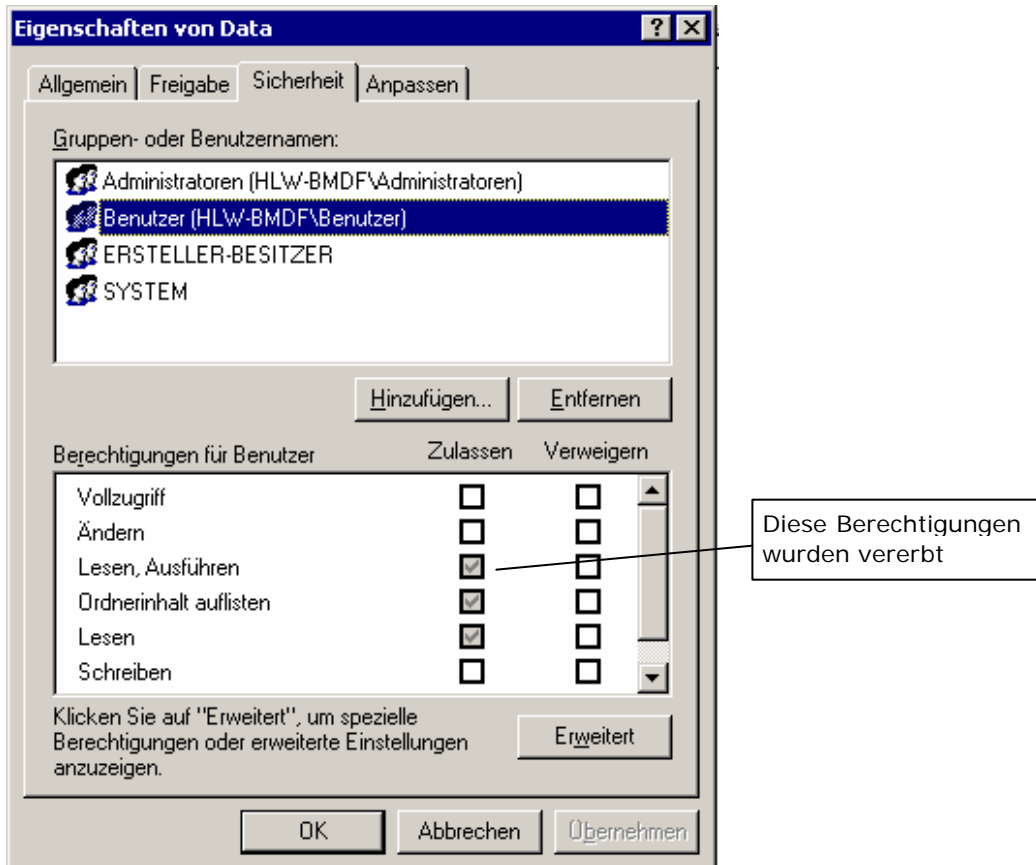 Eigenschaften von Data
Allgemein Freigabe Sicherheit Anpassen
Gruppen- oder Benutzernamen:
Administratoren (HLW-BMDF\Administratoren)
Benutzer (HLW-BMDF\Benutzer)
ERSTELLER-BESITZER
SYSTEM
Hinzufügen... Entfernen
Berechtigungen für Benutzer Zulassen Verweigern
Vollzugriff
Ändern
Lesen, Ausführen
Ordnerinhalt auflisten
Lesen
Schreiben
Diese Berechtigungen
wurden vererbt
Klicken Sie auf "Erweitert", um spezielle
Berechtigungen oder erweiterte Einstellungen
anzuzeigen.
Erweitert
OK Abbrechen Übernehmen